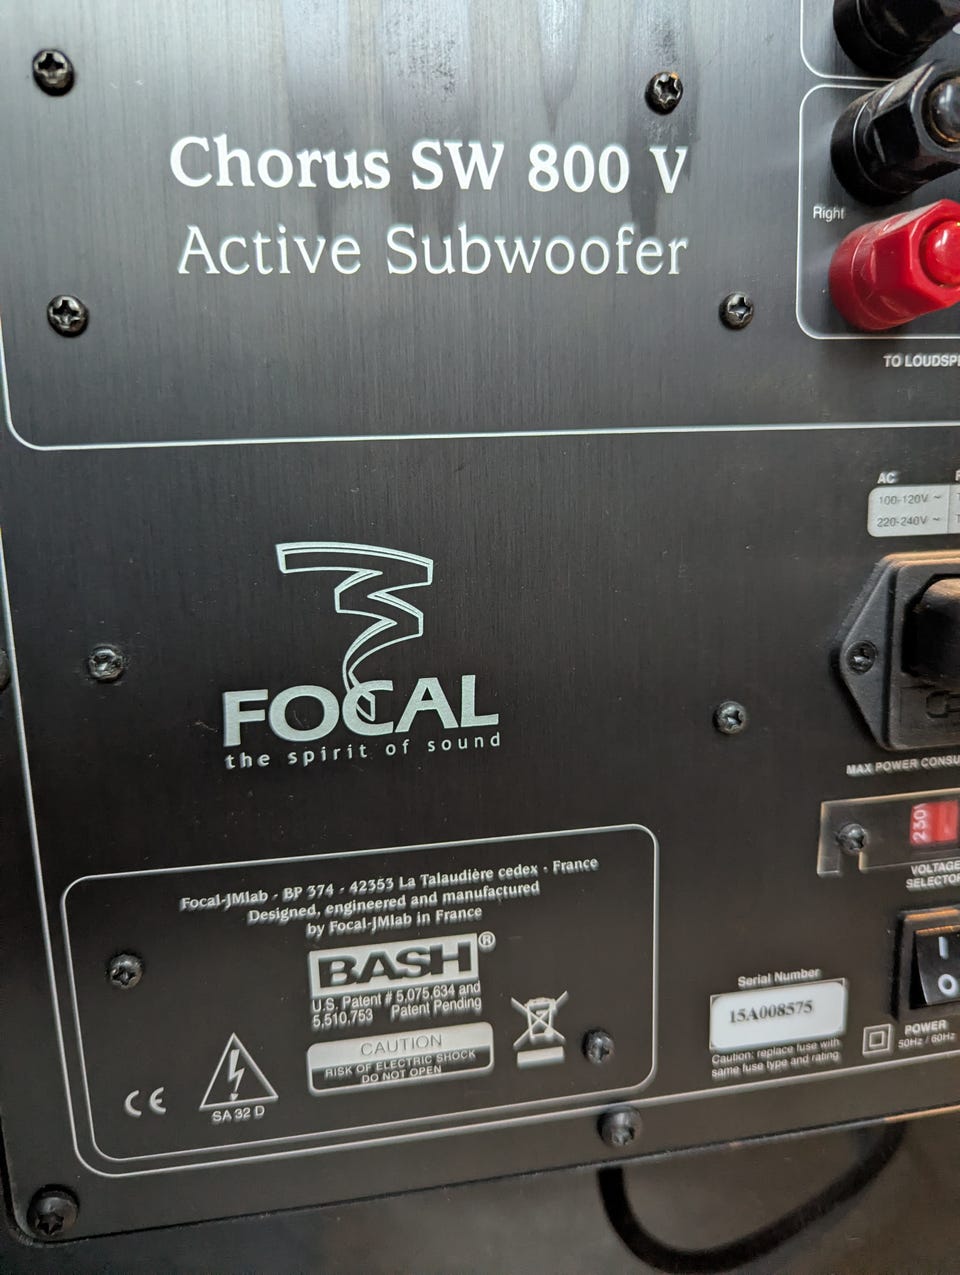 Chorus SW 800 V
Active Subwoofer
Right
TO
AC
100-120V ~
220-240V ~
FOCAL
the spirit of sound
MAX POWER
230
VOLTAGE
SELECTOR
Focal-JMlab - BP 374 - 42353 La Talaudière cedex - France
Designed, engineered and manufactured
by Focal-JMlab in France
BASH®
U.S. Patent # 5,075,634 and
5,510,753 Patent Pending
CAUTION
RISK OF ELECTRIC SHOCK
DO NOT OPEN
CE
SA 32 D
Serial Number
15A008575
Caution: replace fuse with
same fuse type and rating
I
O
POWER
50Hz / 60Hz